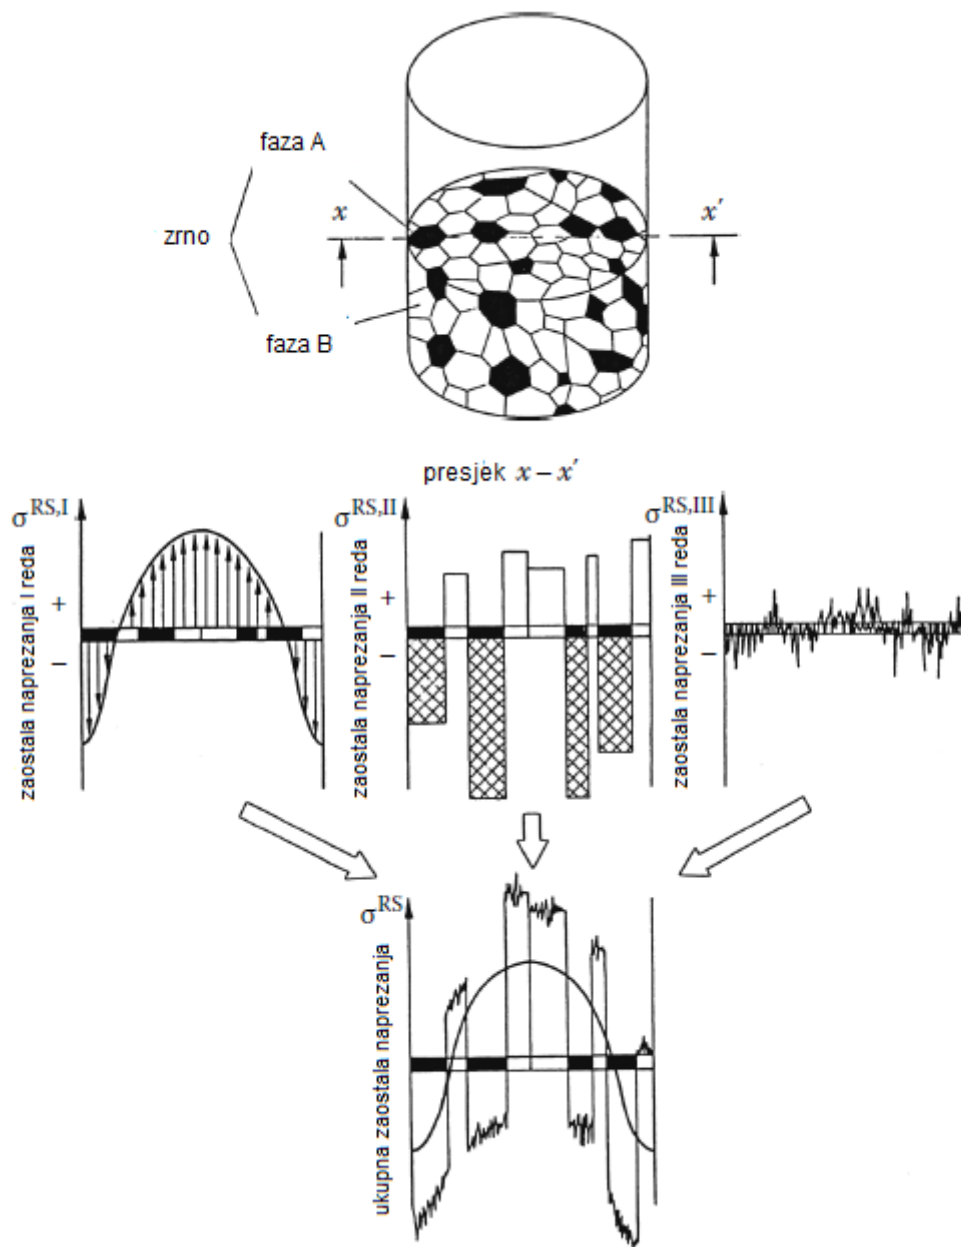 faza A
x
x′
zrno
faza B
presjek x – x′
σRS,I
zaostala naprezanja I reda
+
–
σRS,II
zaostala naprezanja II reda
+
–
σRS,III
zaostala naprezanja III reda
+
–
σRS
ukupna zaostala naprezanja